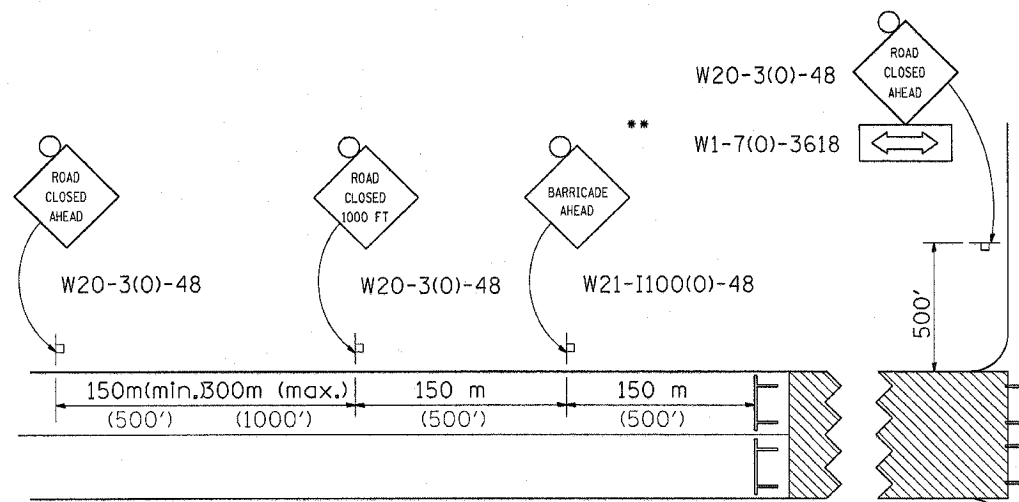 ROAD
CLOSED
AHEAD
W20-3(O)-48
**
W1-7(O)-3618
ROAD
CLOSED
AHEAD
ROAD
CLOSED
1000 FT
BARRICADE
AHEAD
W20-3(O)-48
W20-3(O)-48
W21-I100(O)-48
500'
150m(min.)300m (max.)
150 m
150 m
(500') (1000')
(500')
(500')